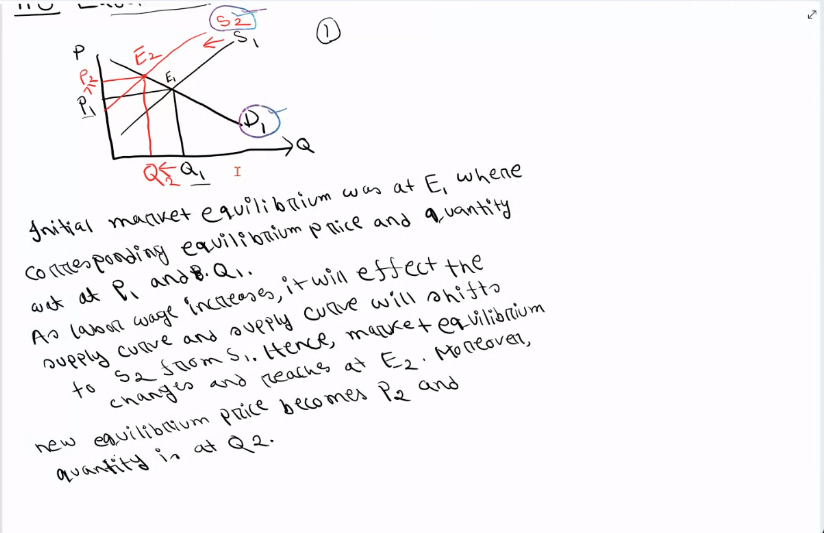 S2
S1
1
P
E2
E1
P2
P1
D1
Q
Q2
Q1
I
Initial market equilibrium was at E1 where
corresponding equilibrium price and quantity
wat at P1 and Q1.
As labour wage increases, it will effect the
supply curve and supply curve will shifts
to S2 from S1. Hence, market equilibrium
changes and reaches at E2. Moreover,
new equilibrium price becomes P2 and
quantity is at Q2.